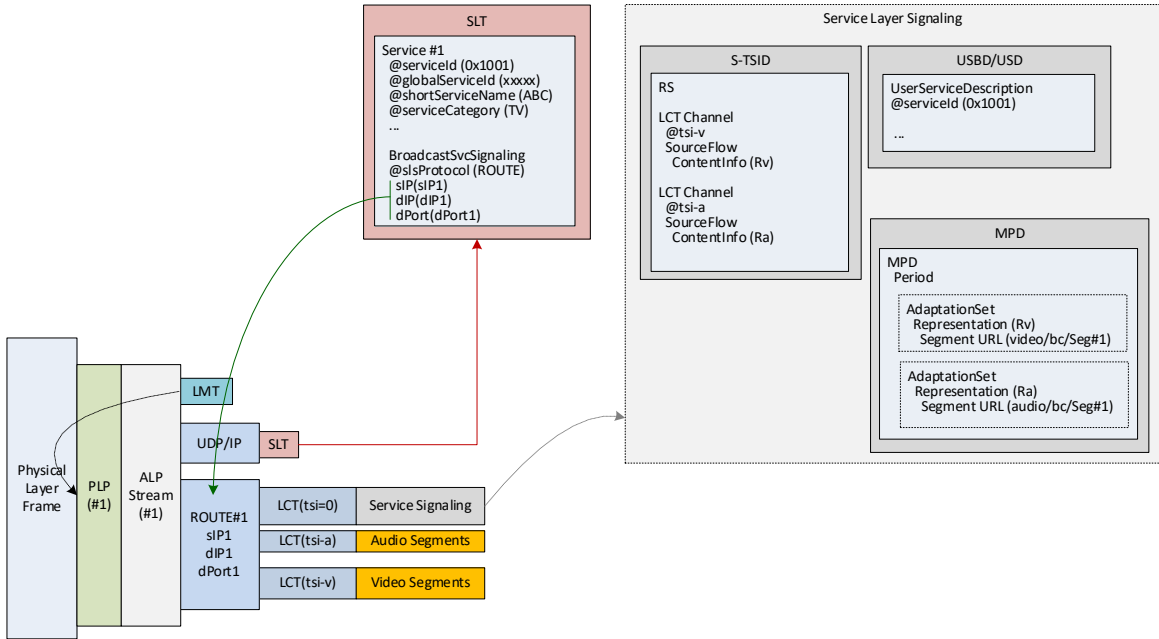 SLT
Service #1
@serviceId (0x1001)
@globalServiceId (xxxxx)
@shortServiceName (ABC)
@serviceCategory (TV)
...
BroadcastSvcSignaling
@slsProtocol (ROUTE)
sIP(sIP1)
dIP(dIP1)
dPort(dPort1)
Service Layer Signaling
S-TSID
RS
LCT Channel
@tsi-v
SourceFlow
ContentInfo (Rv)
LCT Channel
@tsi-a
SourceFlow
ContentInfo (Ra)
USBD/USD
UserServiceDescription
@serviceId (0x1001)
...
MPD
MPD
Period
AdaptationSet
Representation (Rv)
Segment URL (video/bc/Seg#1)
AdaptationSet
Representation (Ra)
Segment URL (audio/bc/Seg#1)
Physical
Layer
Frame
PLP
(#1)
ALP
Stream
(#1)
LMT
UDP/IP
SLT
ROUTE#1
sIP1
dIP1
dPort1
LCT(tsi=0)
Service Signaling
LCT(tsi-a)
Audio Segments
LCT(tsi-v)
Video Segments